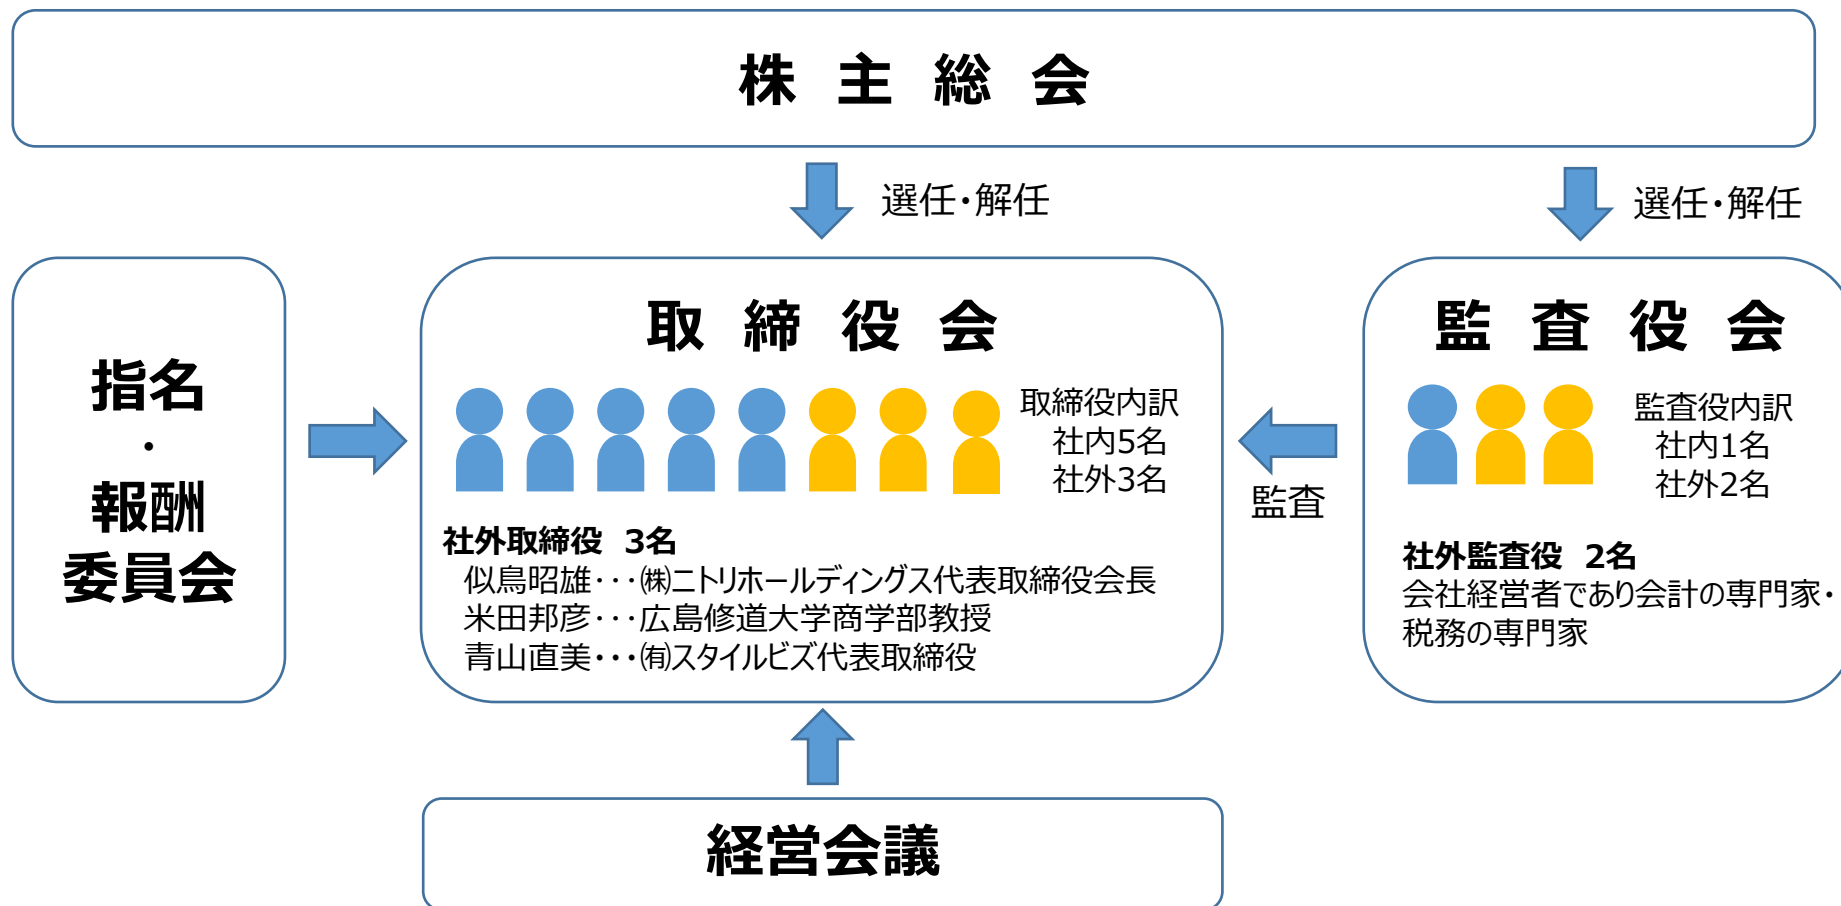 株 主 総 会
選任・解任
選任・解任
指名
・
報酬
委員会
取 締 役 会
取締役内訳
社内5名
社外3名
社外取締役 3名
似鳥昭雄・・・㈱ニトリホールディングス代表取締役会長
米田邦彦・・・広島修道大学商学部教授
青山直美・・・㈲スタイルビズ代表取締役
監査
監 査 役 会
監査役内訳
社内1名
社外2名
社外監査役 2名
会社経営者であり会計の専門家・
税務の専門家
経営会議